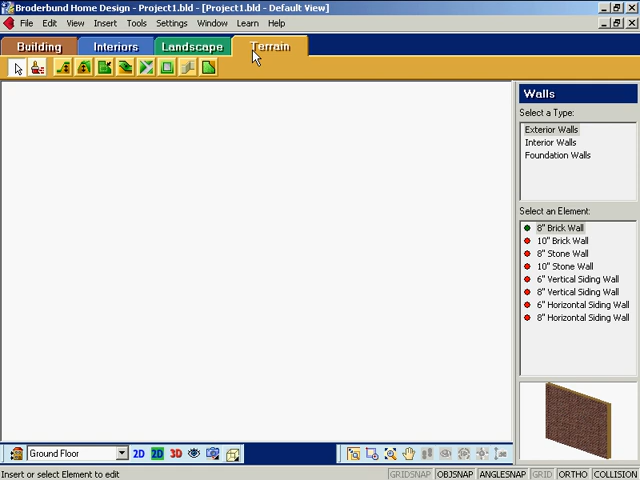 Broderbund Home Design - Project1.bld - [Project1.bld - Default View]
File Edit View Insert Tools Settings Window Learn Help
Building Interiors Landscape Terrain
Walls
Select a Type:
Exterior Walls
Interior Walls
Foundation Walls
Select an Element:
8" Brick Wall
10" Brick Wall
8" Stone Wall
10" Stone Wall
6" Vertical Siding Wall
8" Vertical Siding Wall
6" Horizontal Siding Wall
8" Horizontal Siding Wall
Ground Floor 2D 2D 3D
Insert or select Element to edit GRIDSNAP OBJSNAP ANGLESNAP GRID ORTHO COLLISION